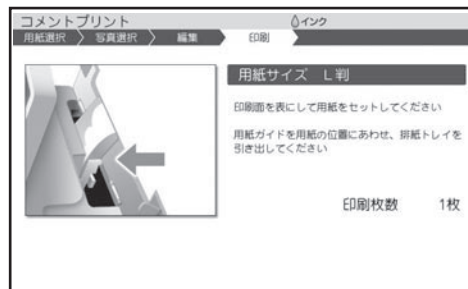 コメントプリント
インク
用紙選択 写真選択 編集 印刷
用紙サイズ L判
印刷面を表にして用紙をセットしてください
用紙ガイドを用紙の位置にあわせ、排紙トレイを
引き出してください
印刷枚数 1枚